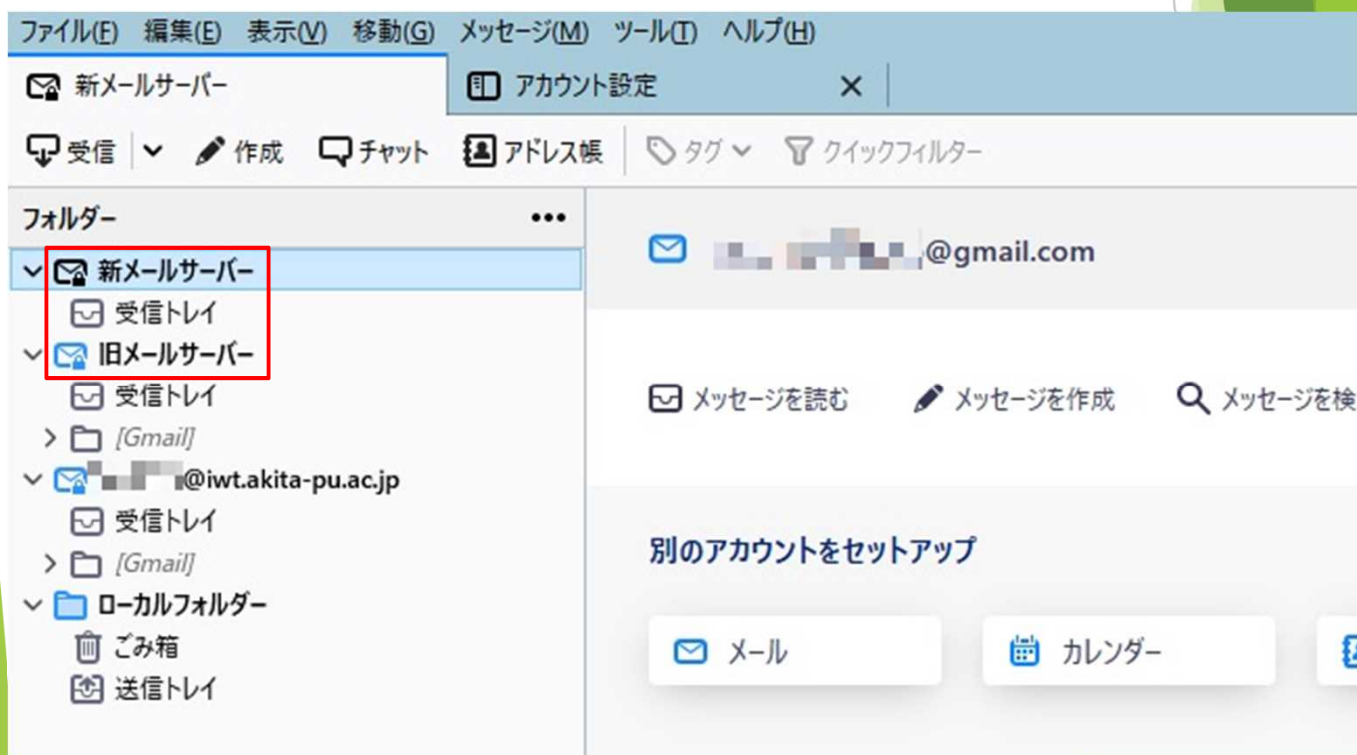 ファイル(F) 編集(E) 表示(V) 移動(G) メッセージ(M) ツール(T) ヘルプ(H)
新メールサーバー アカウント設定
受信 作成 チャット アドレス帳 タグ クイックフィルター
フォルダー
@gmail.com
新メールサーバー
受信トレイ
旧メールサーバー
受信トレイ
メッセージを読む メッセージを作成 メッセージを検
[Gmail]
@iwt.akita-pu.ac.jp
受信トレイ
[Gmail]
別のアカウントをセットアップ
ローカルフォルダー
ごみ箱
メール カレンダー
送信トレイ